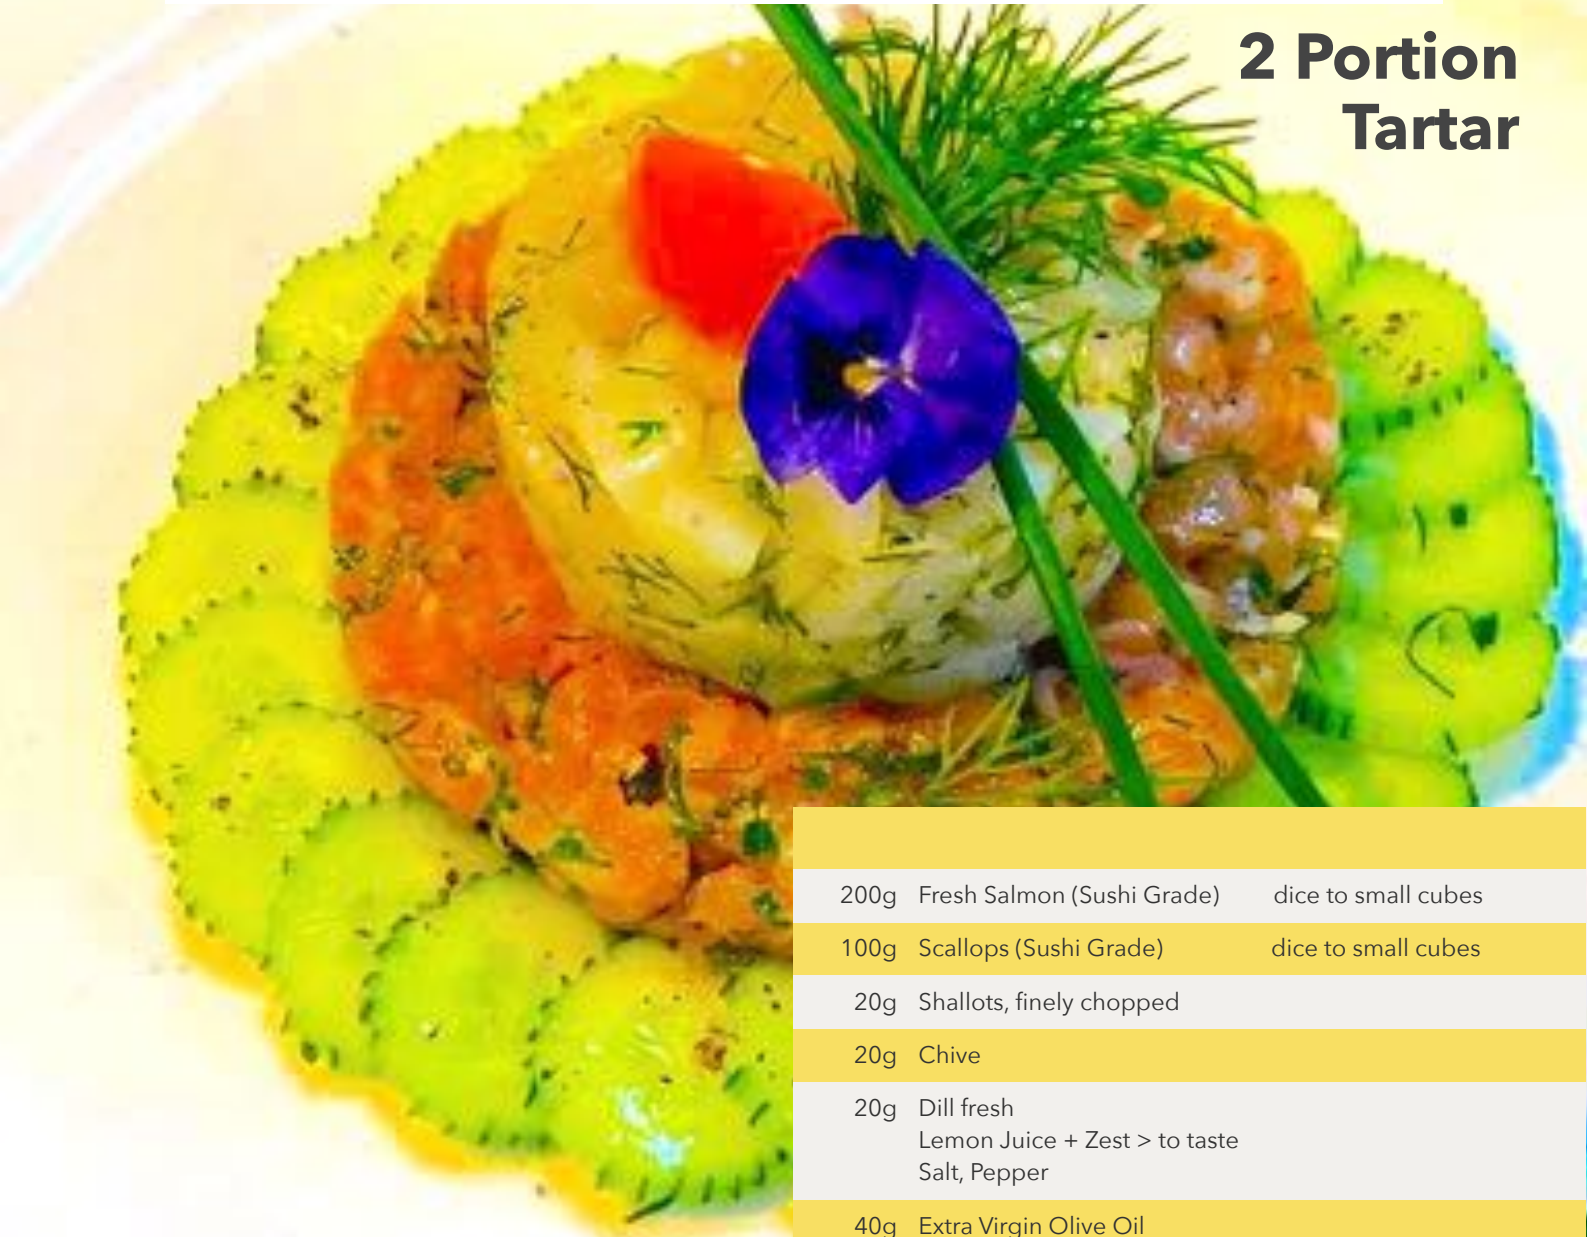 2 Portion
Tartar
200g Fresh Salmon (Sushi Grade) dice to small cubes
100g Scallops (Sushi Grade) dice to small cubes
20g Shallots, finely chopped
20g Chive
20g Dill fresh
Lemon Juice + Zest > to taste
Salt, Pepper
40g Extra Virgin Olive Oil